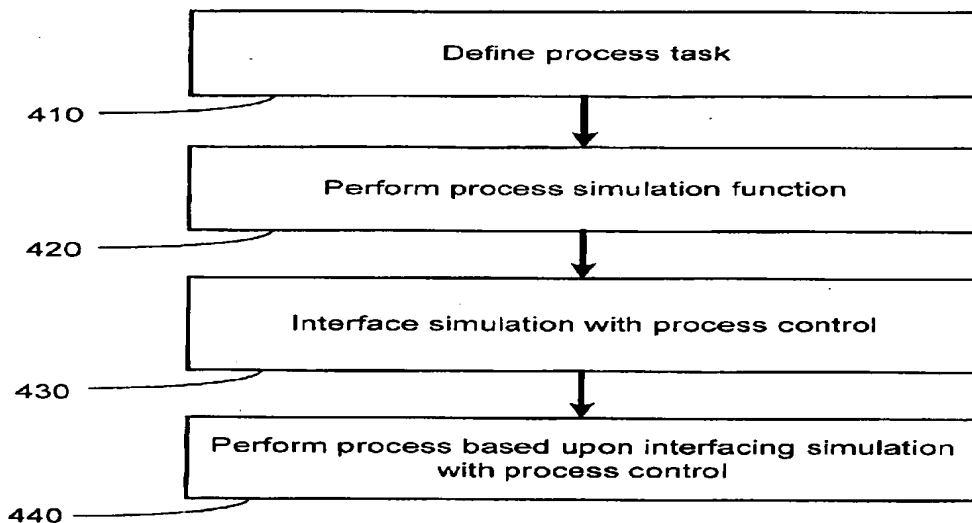 Define process task
410
Perform process simulation function
420
Interface simulation with process control
430
Perform process based upon interfacing simulation
with process control
440